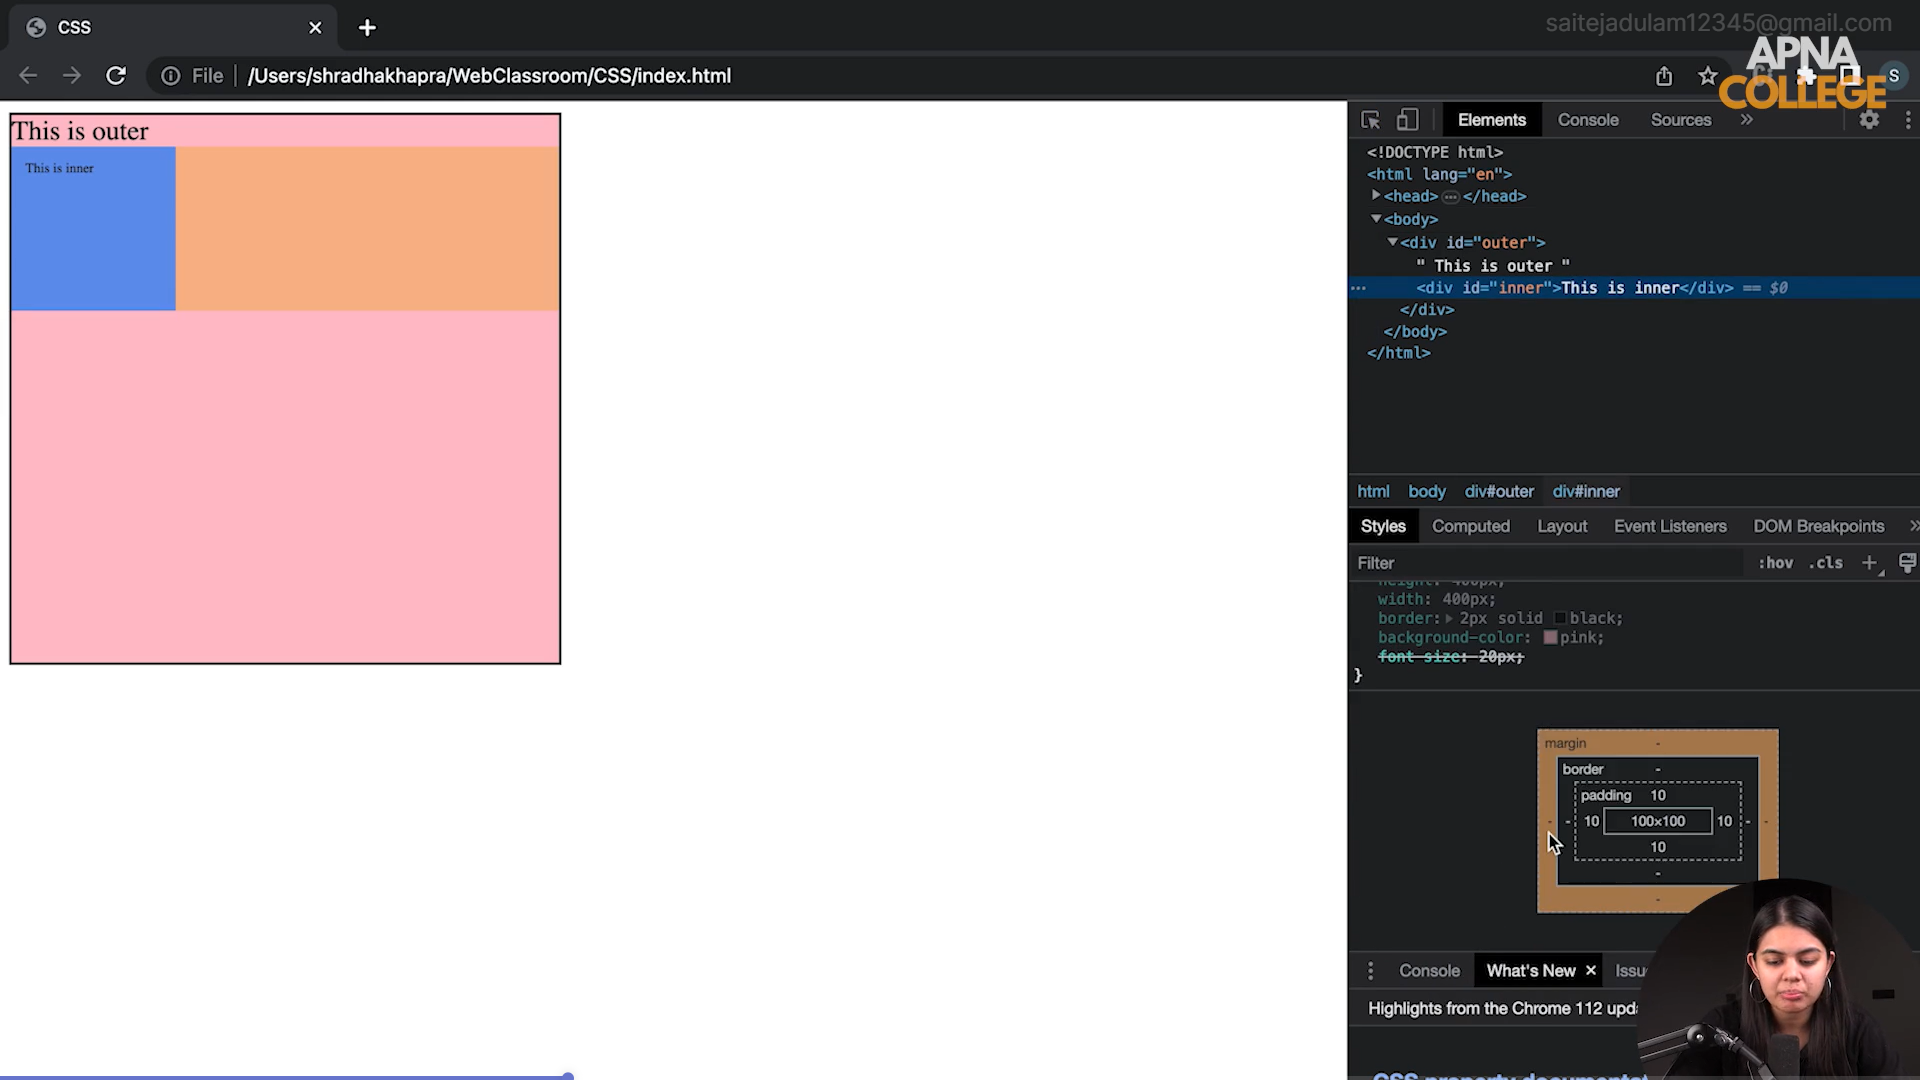 CSS
saitejadulam12345@gmail.com
APNA
COLLEGE
File
/Users/shradhakhapra/WebClassroom/CSS/index.html
S
This is outer
This is inner
Elements
Console
Sources
<!DOCTYPE html>
<html lang="en">
<head> ••• </head>
<body>
<div id="outer">
" This is outer "
<div id="inner">This is inner</div> == $0
</div>
</body>
</html>
html body div#outer div#inner
Styles Computed Layout Event Listeners DOM Breakpoints
Filter
:hov .cls
height: 400px;
width: 400px;
border: 2px solid black;
background-color: pink;
font-size: 20px;
}
margin -
border -
padding 10
- - 10 100×100 10 - -
10
-
-
Console
What's New
Highlights from the Chrome 112
CSS property